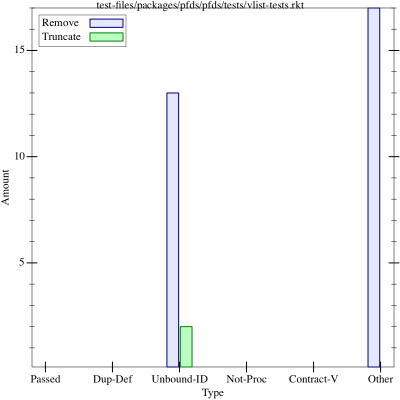 test-files/packages/pfds/pfds/tests/vlist-tests.rkt
Remove
Truncate
15
10
5
Amount
Passed Dup-Def Unbound-ID Not-Proc Contract-V Other
Type